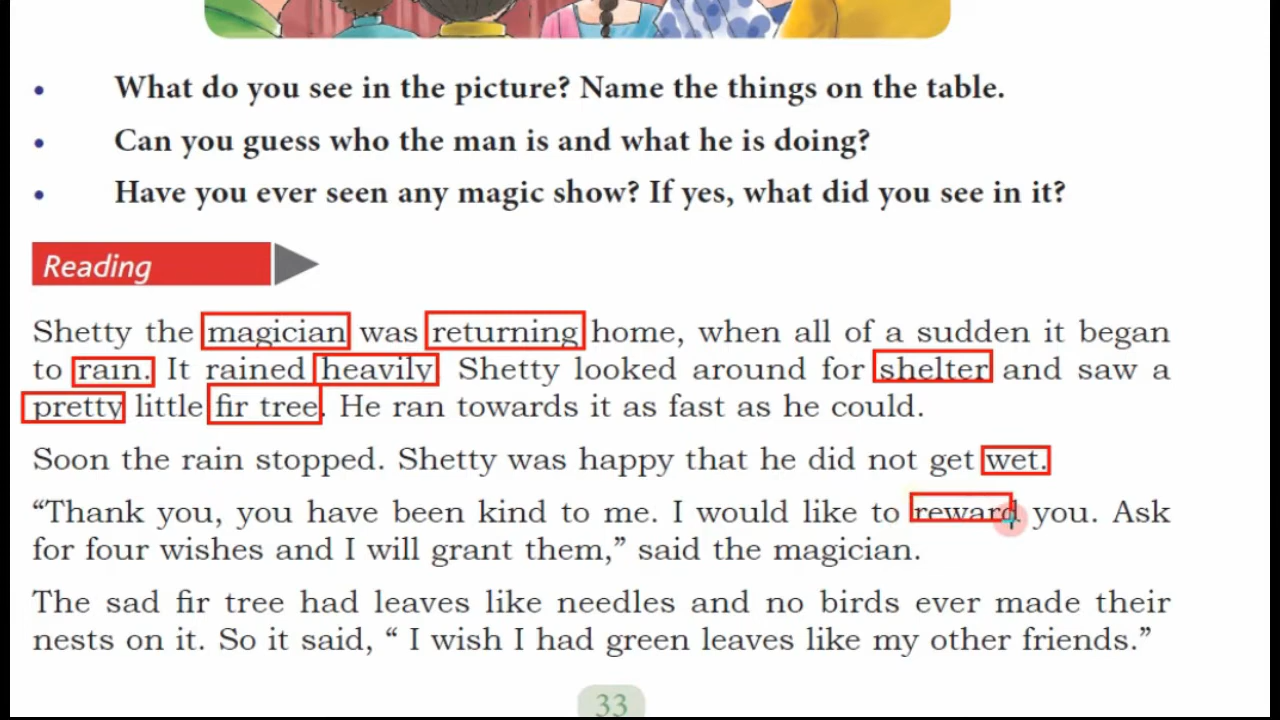 • What do you see in the picture? Name the things on the table.
• Can you guess who the man is and what he is doing?
• Have you ever seen any magic show? If yes, what did you see in it?
Reading
Shetty the magician was returning home, when all of a sudden it began
to rain. It rained heavily. Shetty looked around for shelter and saw a
pretty little fir tree. He ran towards it as fast as he could.
Soon the rain stopped. Shetty was happy that he did not get wet.
“Thank you, you have been kind to me. I would like to reward you. Ask
for four wishes and I will grant them,” said the magician.
The sad fir tree had leaves like needles and no birds ever made their
nests on it. So it said, “ I wish I had green leaves like my other friends.”
33